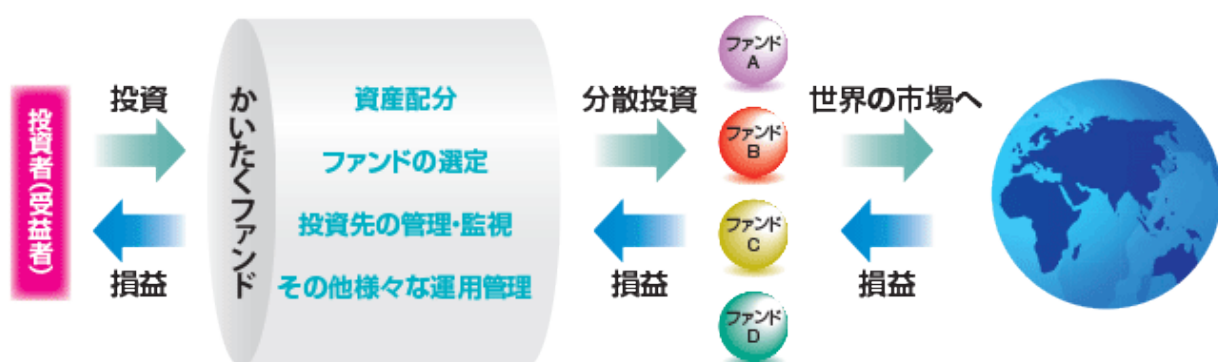 投資者(受益者)
投資
損益
かいたくファンド
資産配分
ファンドの選定
投資先の管理・監視
その他様々な運用管理
分散投資
損益
ファンド
A
ファンド
B
ファンド
C
ファンド
D
世界の市場へ
損益